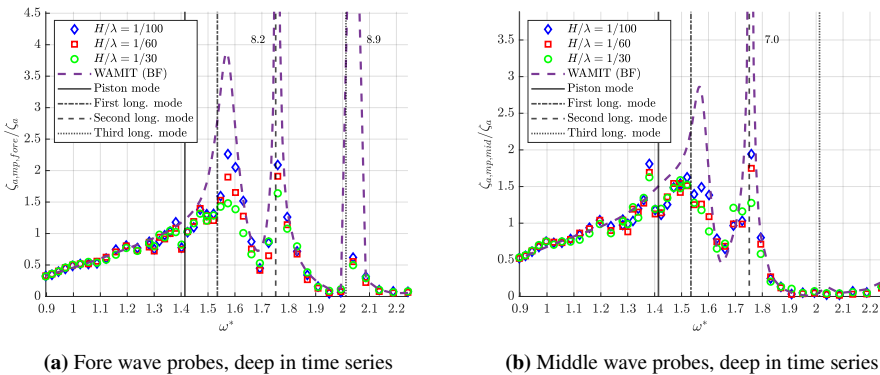 4.5
4
3.5
3
2.5
2
1.5
1
0.5
0
ζa,mp,fore/ζa
H/λ = 1/100
H/λ = 1/60
H/λ = 1/30
WAMIT (BF)
Piston mode
First long. mode
Second long. mode
Third long. mode
8.2
8.9
0.9 1 1.1 1.2 1.3 1.4 1.5 1.6 1.7 1.8 1.9 2 2.1 2.2
ω*
(a) Fore wave probes, deep in time series
3.5
3
2.5
2
1.5
1
0.5
0
ζa,mp,mid/ζa
H/λ = 1/100
H/λ = 1/60
H/λ = 1/30
WAMIT (BF)
Piston mode
First long. mode
Second long. mode
Third long. mode
7.0
0.9 1 1.1 1.2 1.3 1.4 1.5 1.6 1.7 1.8 1.9 2 2.1 2.2
ω*
(b) Middle wave probes, deep in time series